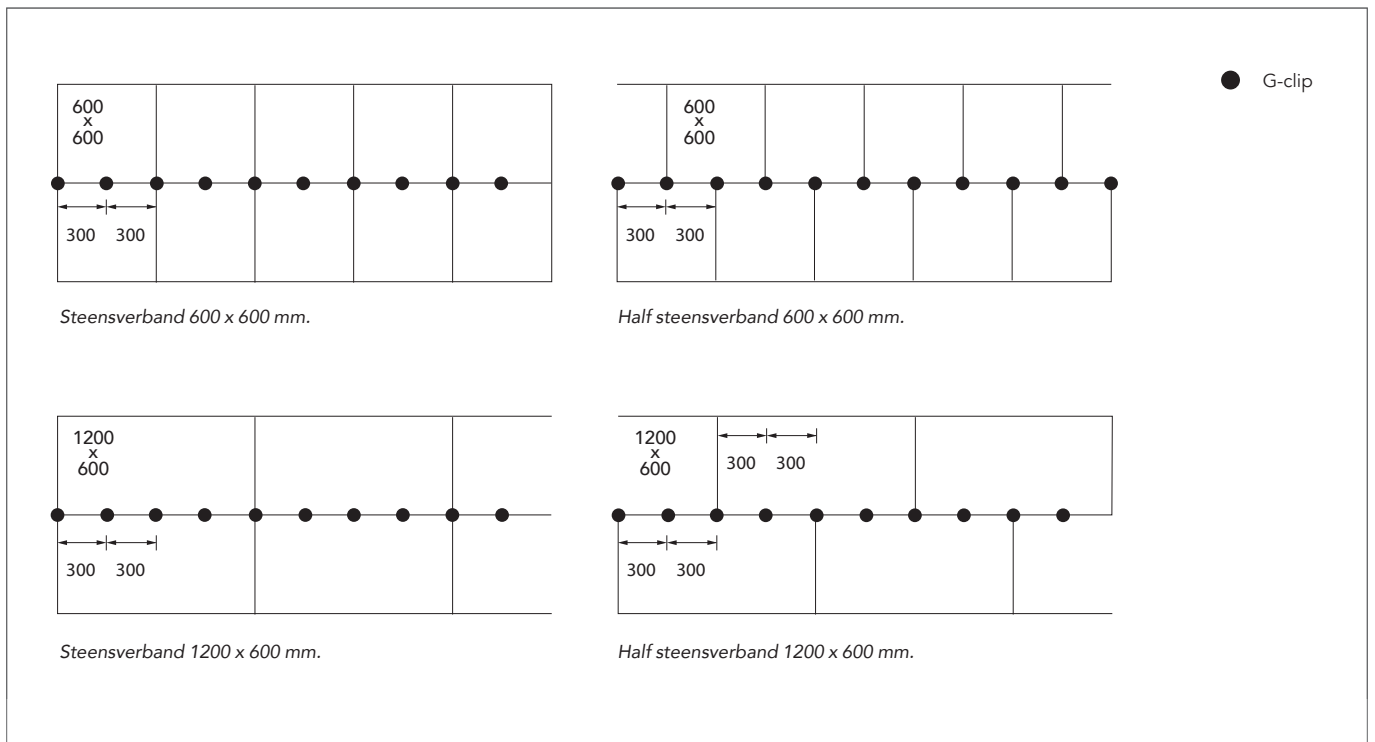 G-clip
600
x
600
300 300
Steensverband 600 x 600 mm.
600
x
600
300 300
Half steensverband 600 x 600 mm.
1200
x
600
300 300
Steensverband 1200 x 600 mm.
1200
x
600
300 300
300 300
Half steensverband 1200 x 600 mm.